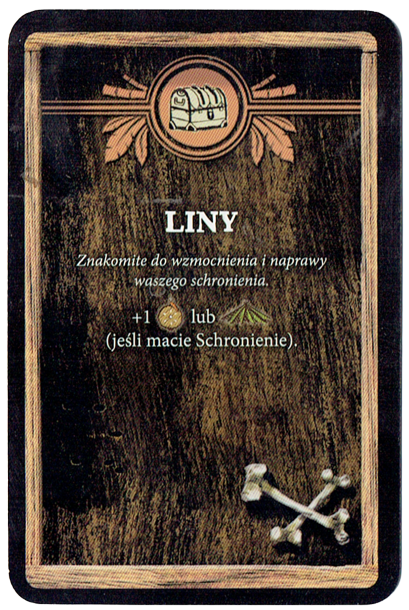 LINY
Znakomite do wzmocnienia i naprawy
waszego schronienia.
+1 lub
(jeśli macie Schronienie).